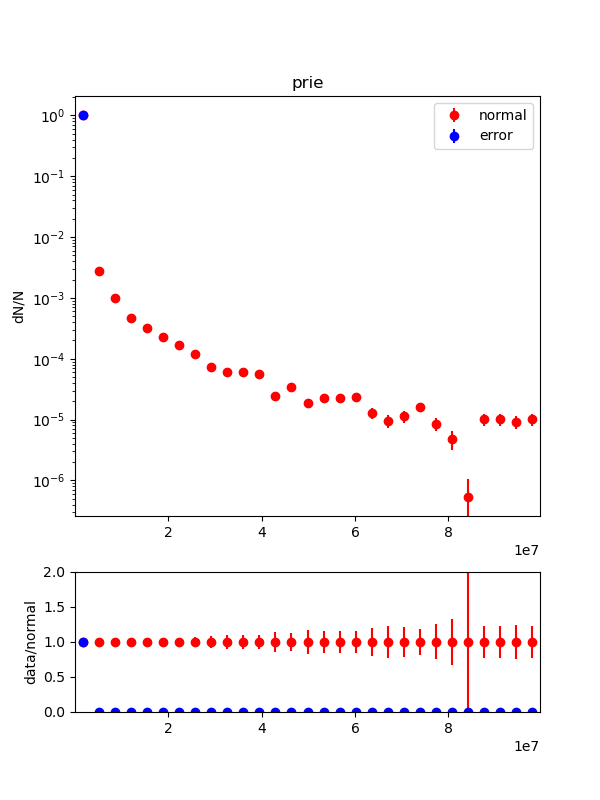 prie
normal
error
10⁰
10⁻¹
10⁻²
10⁻³
10⁻⁴
10⁻⁵
10⁻⁶
dN/N
2 4 6 8
1e7
2.0
1.5
1.0
0.5
0.0
data/normal
2 4 6 8
1e7